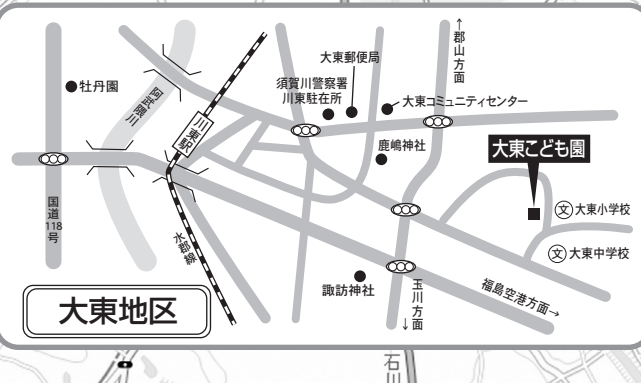 ↑郡山方面
大東郵便局
牡丹園
阿武隈川
須賀川警察署
川東駐在所
大東コミュニティセンター
川東駅
鹿嶋神社
大東こども園
国道118号
文 大東小学校
水郡線
文 大東中学校
諏訪神社
玉川方面↓
福島空港方面→
大東地区
石川